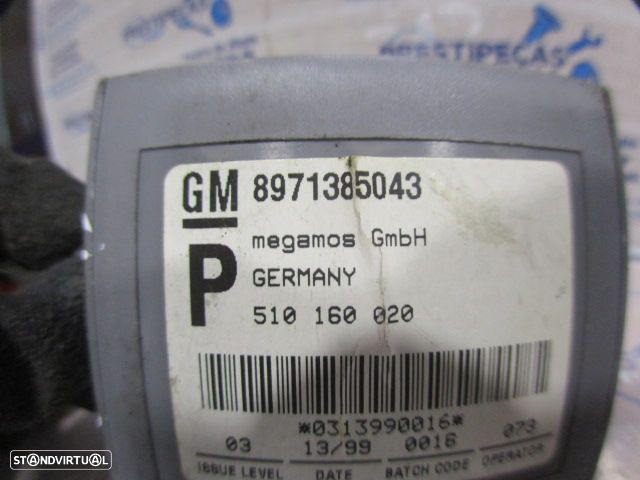 PRESTIPEÇAS
GM 8971385043
P
megamos GmbH
GERMANY
510 160 020
*0313990016*
03 13/99 0016 073
ISSUE LEVEL DATE BATCH CODE OPERATOR
STANDVIRTUAL